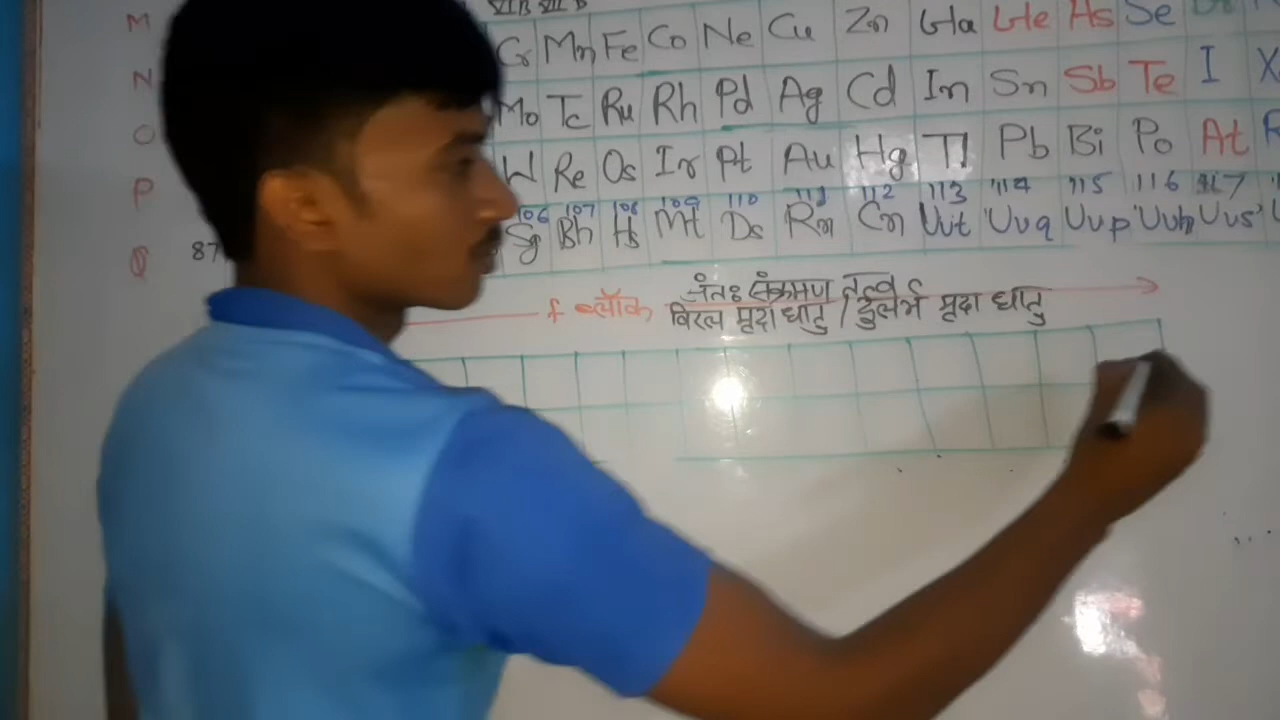 VIB VIIB
M Cr Mn Fe Co Ne Cu Zn Ga Ge As Se
N Mo Tc Ru Rh Pd Ag Cd In Sn Sb Te I X
O W Re Os Ir Pt Au Hg Tl Pb Bi Po At
P 106 107 108 109 110 111 112 113 114 115 116 117
Q 87 Sg Bh Hs Mt Ds Rn Cn Uut Uuq Uup Uuh Uus
f ब्लॉक अंतः संक्रमण तत्व
विरल मृदा धातु / दुर्लभ मृदा धातु